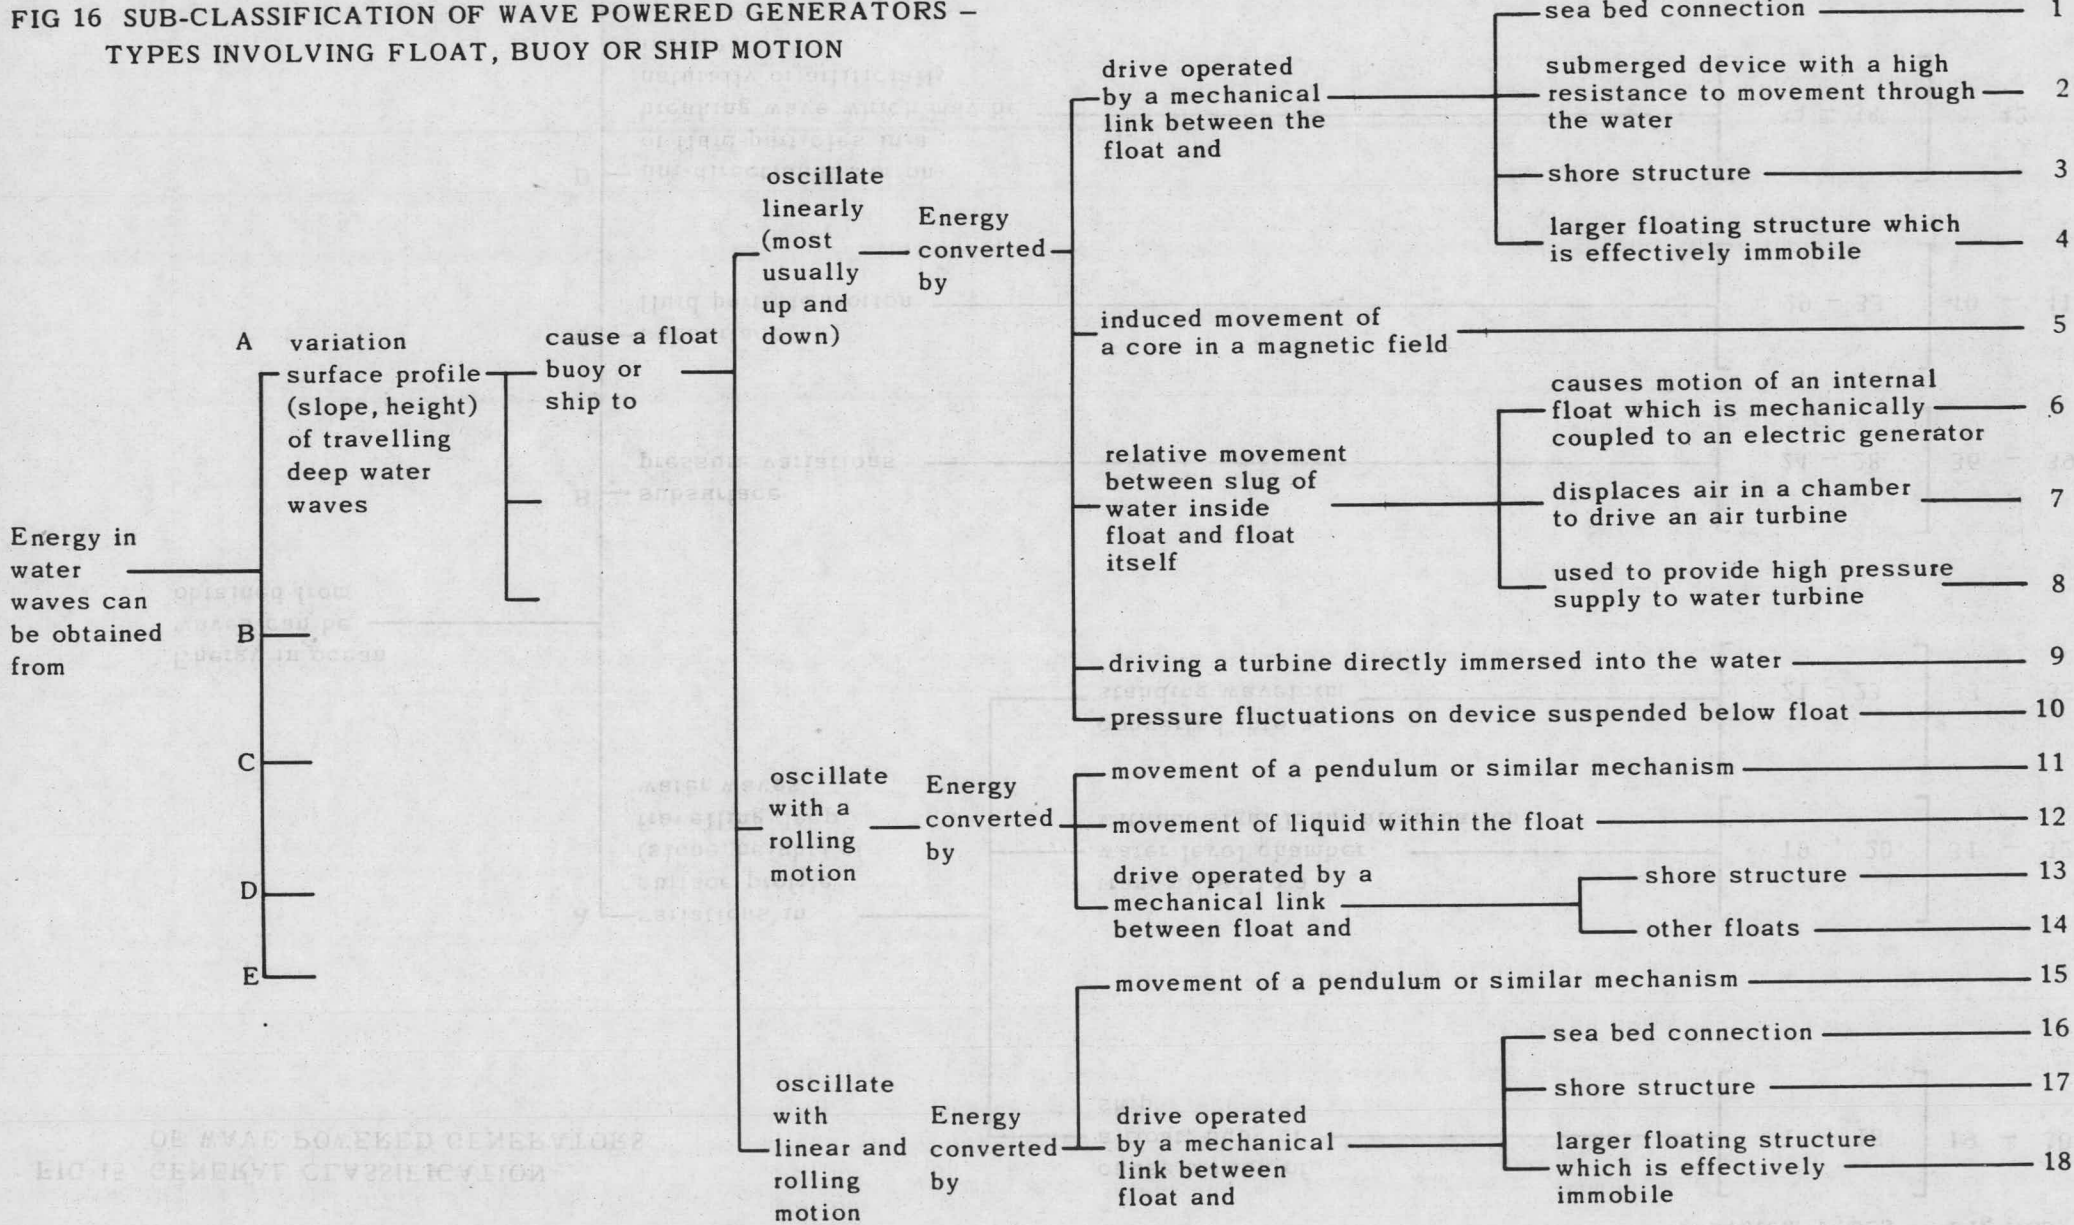 FIG 16 SUB-CLASSIFICATION OF WAVE POWERED GENERATORS –
TYPES INVOLVING FLOAT, BUOY OR SHIP MOTION
Energy in
water
waves can
be obtained
from
A variation
surface profile
(slope, height)
of travelling
deep water
waves
B
C
D
E
cause a float
buoy or
ship to
oscillate
linearly
(most
usually
up and
down)
Energy
converted
by
drive operated
by a mechanical
link between the
float and
sea bed connection 1
submerged device with a high
resistance to movement through 2
the water
shore structure 3
larger floating structure which
is effectively immobile 4
induced movement of
a core in a magnetic field 5
relative movement
between slug of
water inside
float and float
itself
causes motion of an internal
float which is mechanically 6
coupled to an electric generator
displaces air in a chamber
to drive an air turbine 7
used to provide high pressure
supply to water turbine 8
driving a turbine directly immersed into the water 9
pressure fluctuations on device suspended below float 10
oscillate
with a
rolling
motion
Energy
converted
by
movement of a pendulum or similar mechanism 11
movement of liquid within the float 12
drive operated by a
mechanical link
between float and
shore structure 13
other floats 14
oscillate
with
linear and
rolling
motion
Energy
converted
by
movement of a pendulum or similar mechanism 15
drive operated
by a mechanical
link between
float and
sea bed connection 16
shore structure 17
larger floating structure
which is effectively 18
immobile